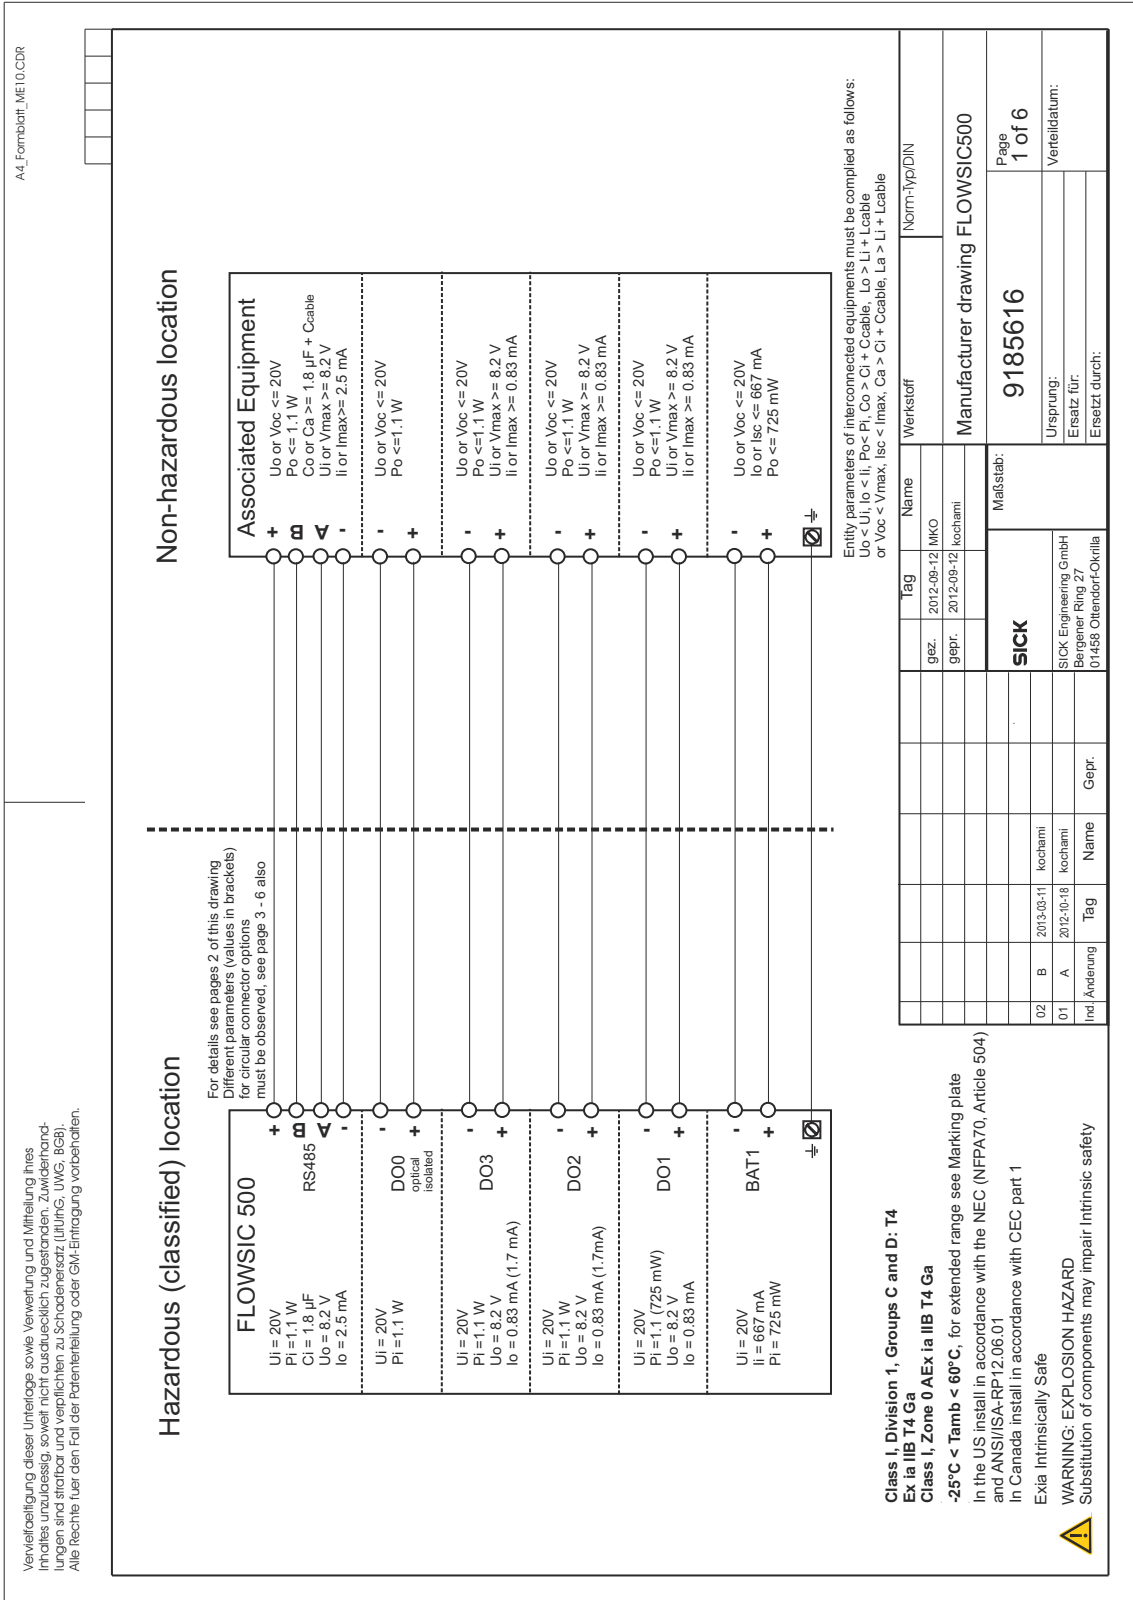 A4_Formblatt_ME10.CDR
Vervielfaeltigung dieser Unterlage sowie Verwertung und Mitteilung ihres
Inhaltes unzulaessig, soweit nicht ausdruecklich zugestanden. Zuwiderhand-
lungen sind strafbar und verpflichten zu Schadenersatz (LitUrhG, UWG, BGB).
Alle Rechte fuer den Fall der Patenterteilung oder GM-Eintragung vorbehalten.
Hazardous (classified) location
Non-hazardous location
For details see pages 2 of this drawing
Different parameters (values in brackets)
for circular connector options
must be observed, see page 3 - 6 also
FLOWSIC 500
Ui = 20V
Pi =1.1 W
Ci = 1.8 µF
Uo = 8.2 V
Io = 2.5 mA
RS485
+
B
A
-
Ui = 20V
Pi =1.1 W
DO0
optical
isolated
-
+
Ui = 20V
Pi =1.1 W
Uo = 8.2 V
Io = 0.83 mA (1.7 mA)
DO3
-
+
Ui = 20V
Pi =1.1 W
Uo = 8.2 V
Io = 0.83 mA (1.7mA)
DO2
-
+
Ui = 20V
Pi =1.1 (725 mW)
Uo = 8.2 V
Io = 0.83 mA
DO1
-
+
Ui = 20V
Ii = 667 mA
Pi = 725 mW
BAT1
-
+
Associated Equipment
+
B
A
-
Uo or Voc <= 20V
Po <= 1.1 W
Co or Ca >= 1.8 µF + Ccable
Ui or Vmax >= 8.2 V
Ii or Imax>= 2.5 mA
-
+
Uo or Voc <= 20V
Po <=1.1 W
-
+
Uo or Voc <= 20V
Po <=1.1 W
Ui or Vmax >= 8.2 V
Ii or Imax >= 0.83 mA
-
+
Uo or Voc <= 20V
Po <=1.1 W
Ui or Vmax >= 8.2 V
Ii or Imax >= 0.83 mA
-
+
Uo or Voc <= 20V
Po <=1.1 W
Ui or Vmax >= 8.2 V
Ii or Imax >= 0.83 mA
-
+
Uo or Voc <= 20V
Io or Isc <= 667 mA
Po <= 725 mW
Entity parameters of interconnected equipments must be complied as follows:
Uo < Ui, Io < Ii, Po< Pi, Co > Ci + Ccable, Lo > Li + Lcable
or Voc < Vmax, Isc < Imax, Ca > Ci + Ccable, La > Li + Lcable
Class I, Division 1, Groups C and D: T4
Ex ia IIB T4 Ga
Class I, Zone 0 AEx ia IIB T4 Ga
-25°C < Tamb < 60°C, for extended range see Marking plate
In the US install in accordance with the NEC (NFPA70, Article 504)
and ANSI/ISA-RP12.06.01
In Canada install in accordance with CEC part 1
Exia Intrinsically Safe
WARNING: EXPLOSION HAZARD
Substitution of components may impair Intrinsic safety
Tag
Name
Werkstoff
Norm-Typ/DIN
gez.
2012-09-12
MKO
gepr.
2012-09-12
kochami
Manufacturer drawing FLOWSIC500
SICK
Maßstab:
9185616
Page
1 of 6
02
B
2013-03-11
kochami
01
A
2012-10-18
kochami
Ind.
Änderung
Tag
Name
Gepr.
SICK Engineering GmbH
Bergener Ring 27
01458 Ottendorf-Okrilla
Ursprung:
Ersatz für:
Ersetzt durch:
Verteildatum: